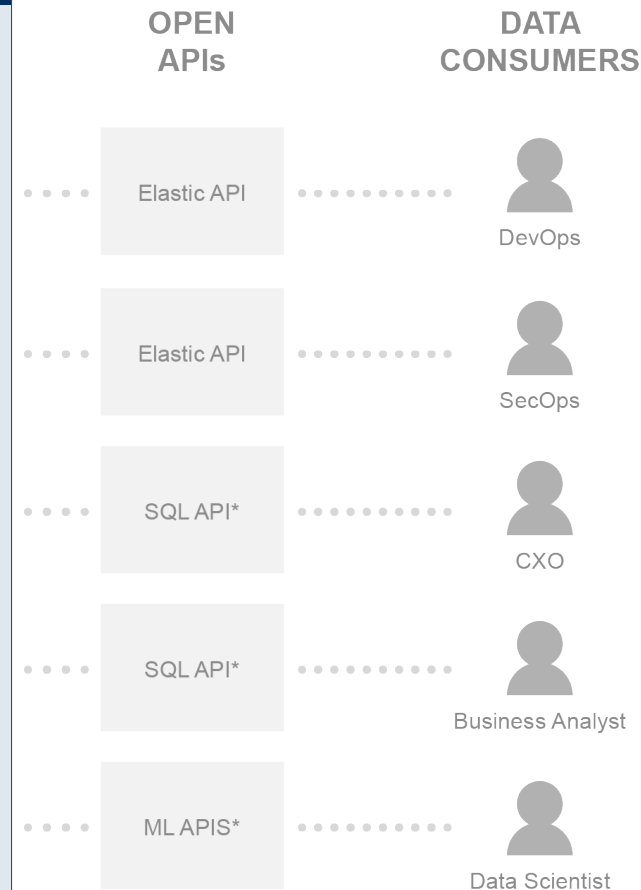 OPEN
APIs
DATA
CONSUMERS
Elastic API
DevOps
Elastic API
SecOps
SQL API*
CXO
SQL API*
Business Analyst
ML APIS*
Data Scientist